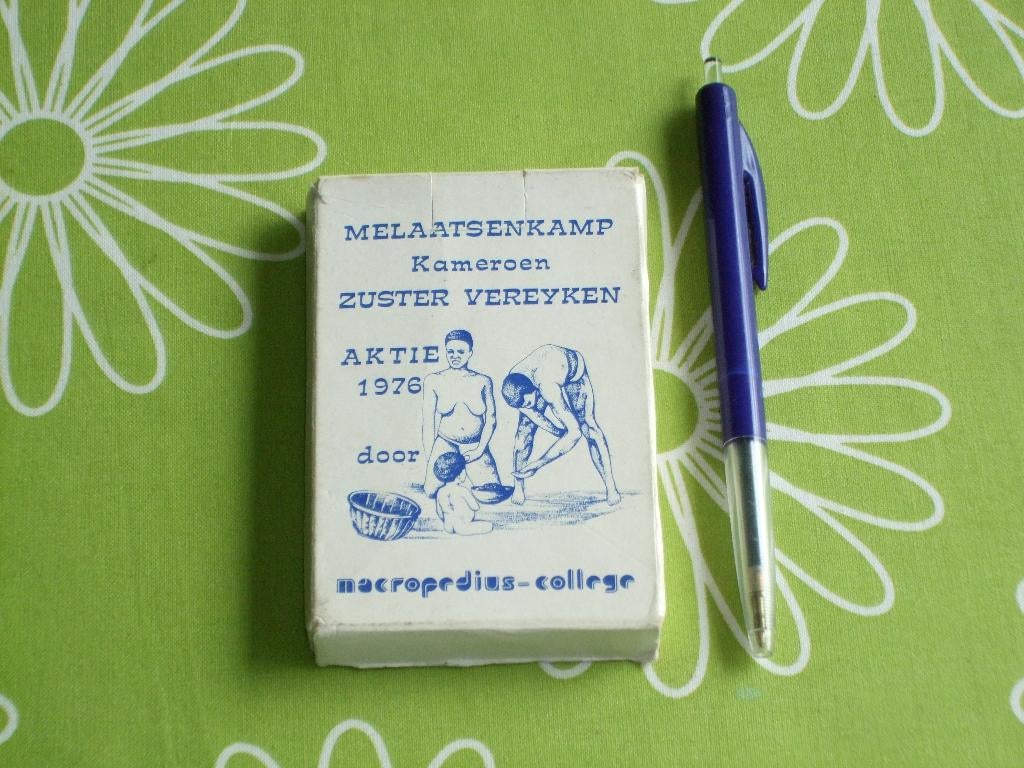 MELAATSENKAMP
Kameroen
ZUSTER VEREYKEN
AKTIE
1976
door
macropedius-college